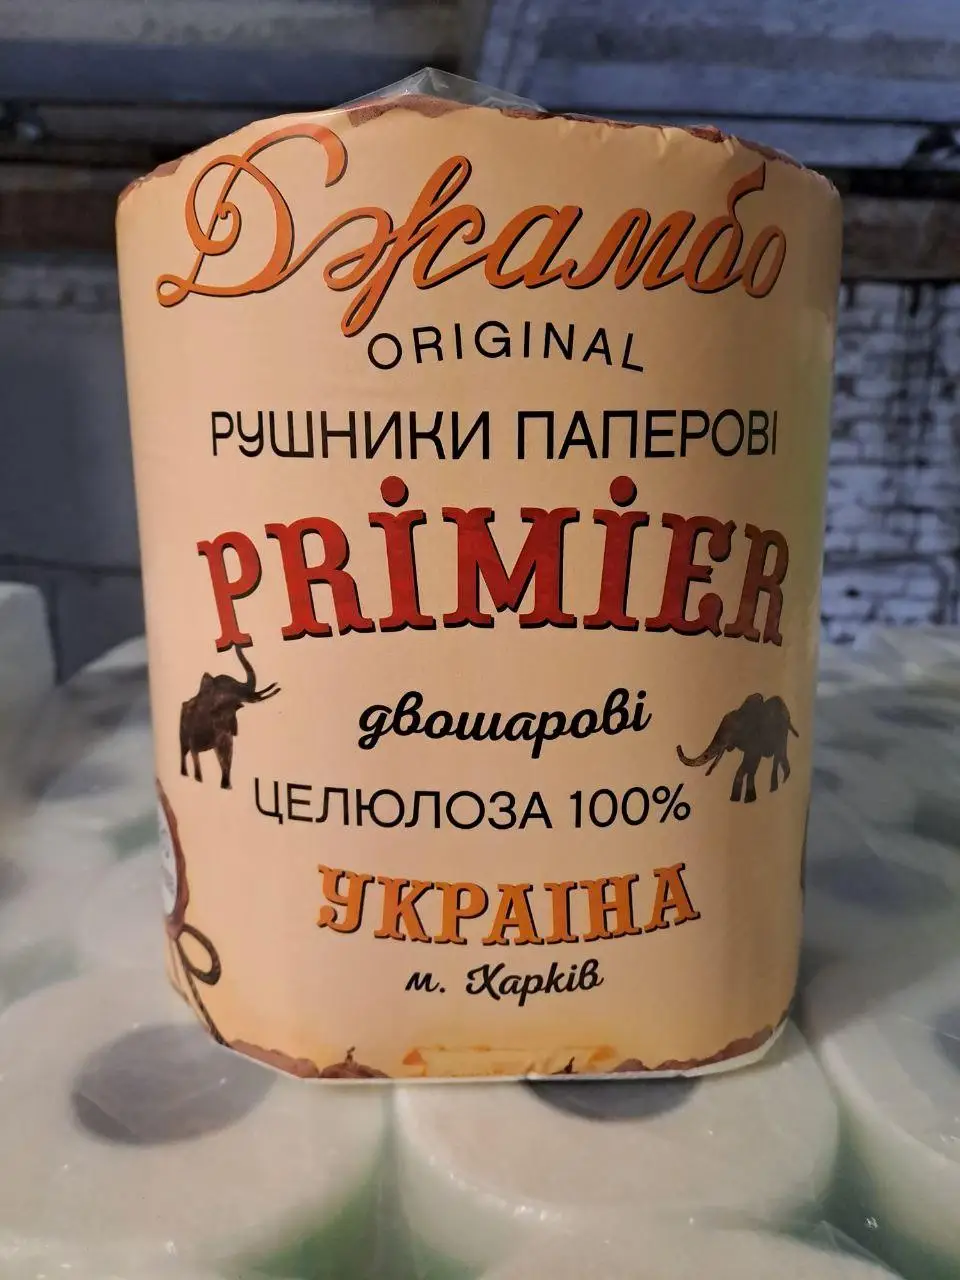 Джамбо
ORIGINAL
РУШНИКИ ПАПЕРОВІ
PRIMIER
двошарові
ЦЕЛЮЛОЗА 100%
УКРАЇНА
м. Харків